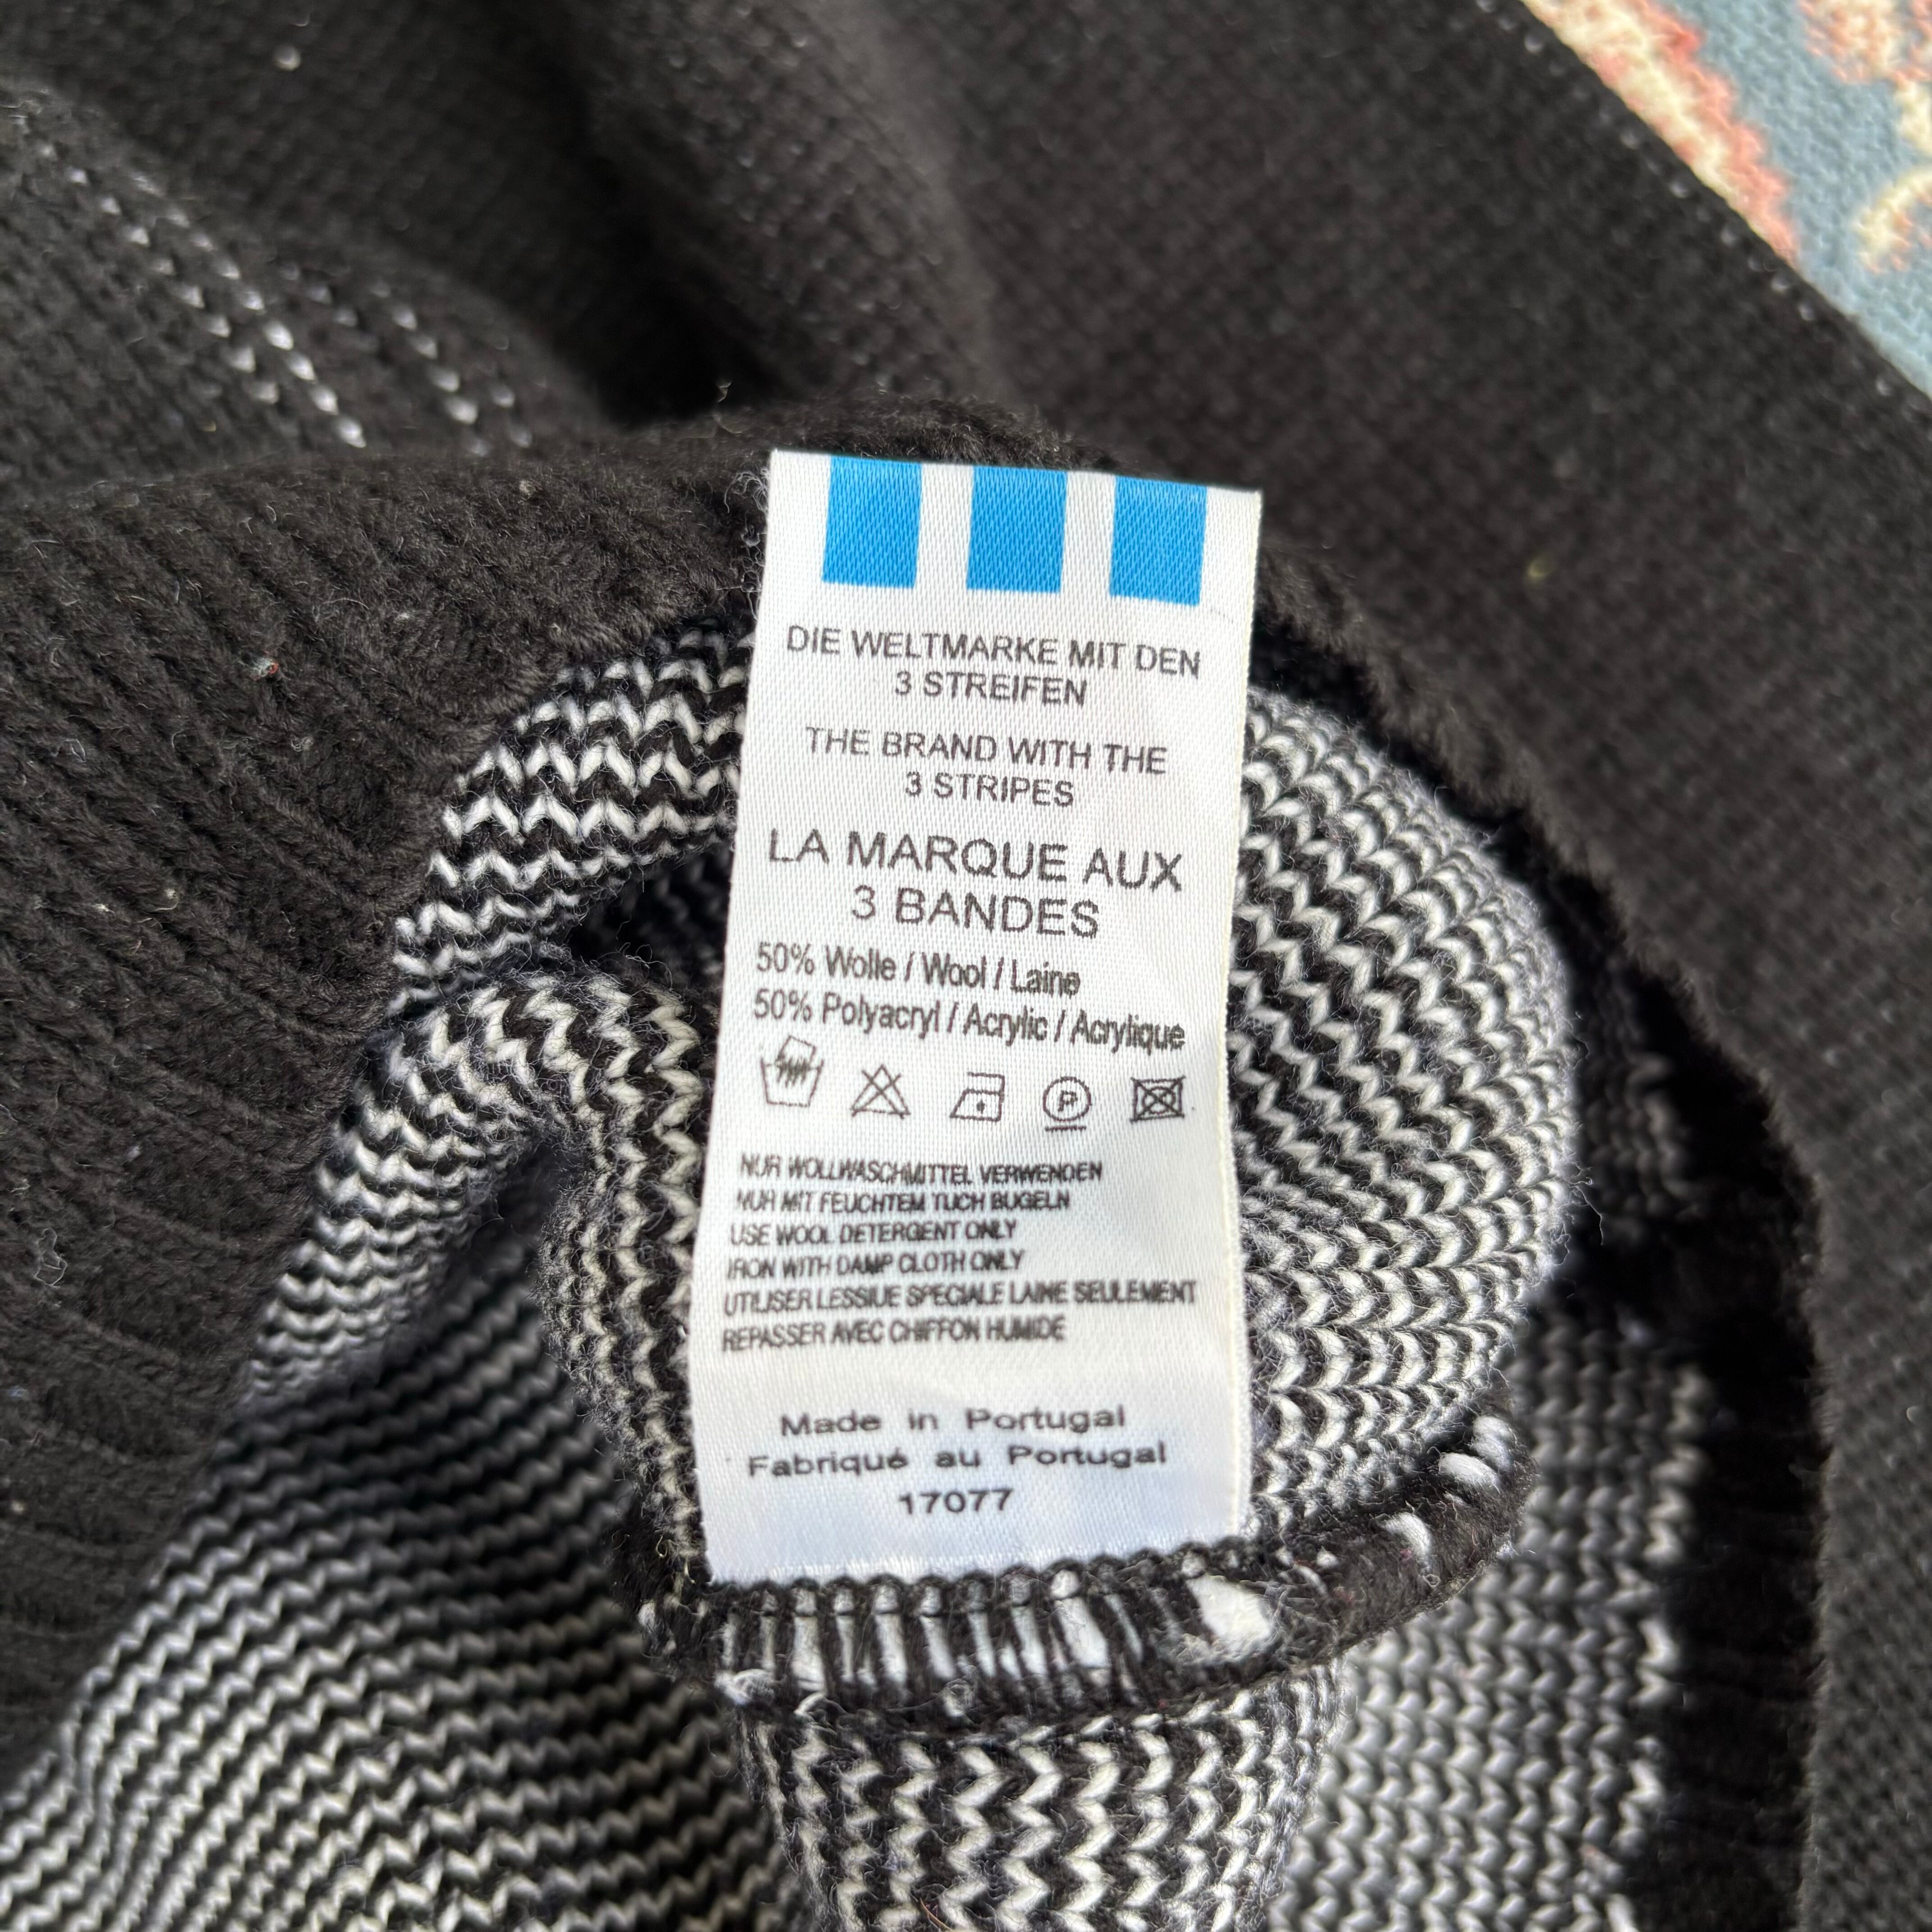 DIE WELTMARKE MIT DEN
3 STREIFEN
THE BRAND WITH THE
3 STRIPES
LA MARQUE AUX
3 BANDES
50% Wolle / Wool / Laine
50% Polyacryl / Acrylic / Acrylique
P
NUR WOLLWASCHMITTEL VERWENDEN
NUR MIT FEUCHTEM TUCH BUGELN
USE WOOL DETERGENT ONLY
IRON WITH DAMP CLOTH ONLY
UTILISER LESSIVE SPECIALE LAINE SEULEMENT
REPASSER AVEC CHIFFON HUMIDE
Made in Portugal
Fabriqué au Portugal
17077